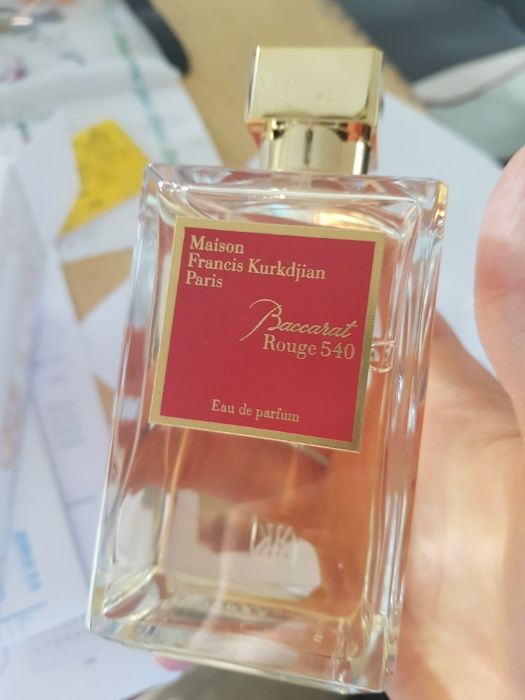 Maison
Francis Kurkdjian
Paris
Baccarat
Rouge 540
Eau de parfum